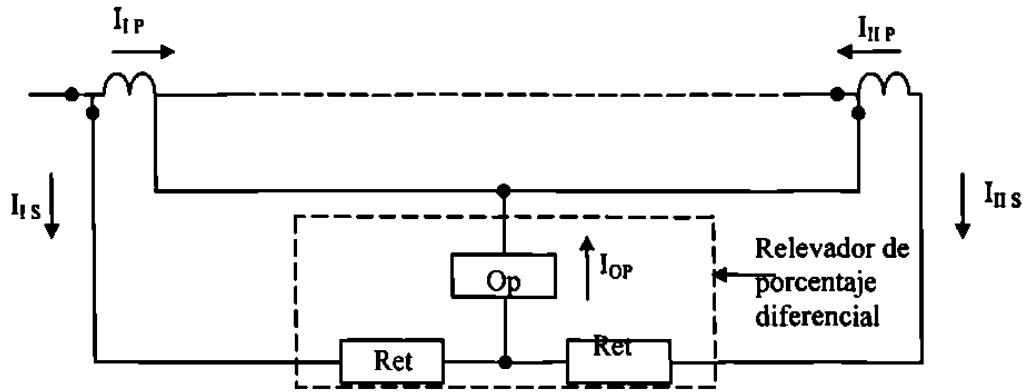 I_I P
I_II P
I_I S
I_II S
I_OP
Op
Relevador de
porcentaje
diferencial
Ret
Ret